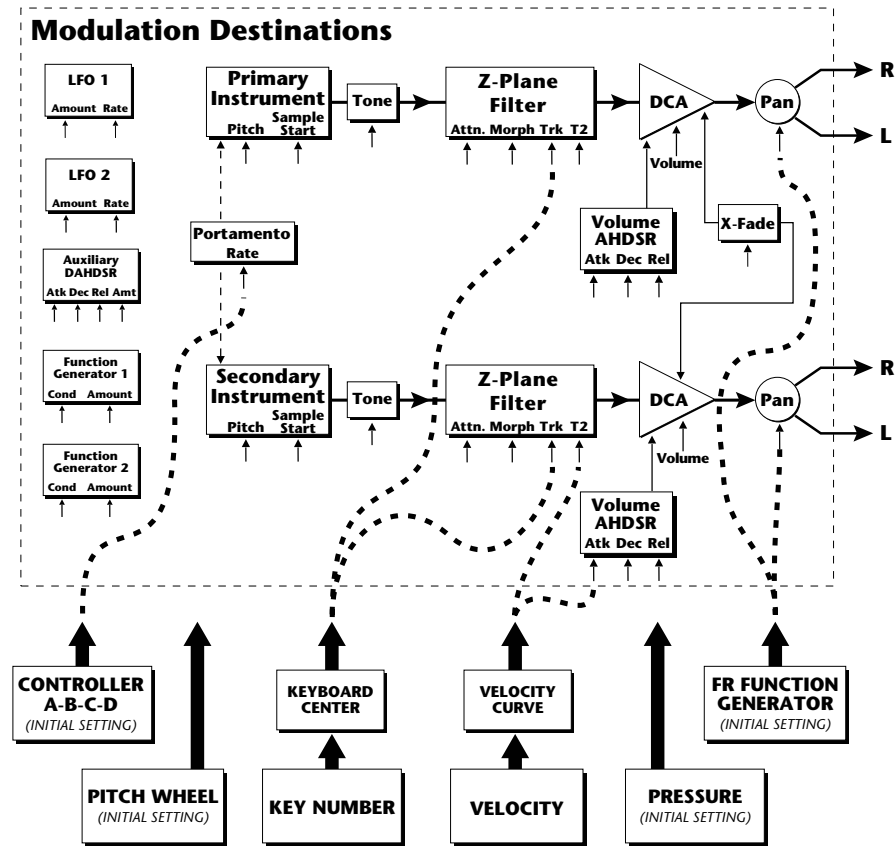 Modulation Destinations
LFO 1
Amount Rate
LFO 2
Amount Rate
Auxiliary
DAHDSR
Atk Dec Rel Amt
Function
Generator 1
Cond Amount
Function
Generator 2
Cond Amount
Primary
Instrument
Sample
Pitch Start
Tone
Z-Plane
Filter
Attn. Morph Trk T2
DCA
Volume
Pan
R
L
Portamento
Rate
Volume
AHDSR
Atk Dec Rel
X-Fade
Secondary
Instrument
Sample
Pitch Start
Tone
Z-Plane
Filter
Attn. Morph Trk T2
DCA
Volume
Pan
R
L
Volume
AHDSR
Atk Dec Rel
CONTROLLER
A-B-C-D
(INITIAL SETTING)
KEYBOARD
CENTER
VELOCITY
CURVE
FR FUNCTION
GENERATOR
(INITIAL SETTING)
PITCH WHEEL
(INITIAL SETTING)
KEY NUMBER
VELOCITY
PRESSURE
(INITIAL SETTING)